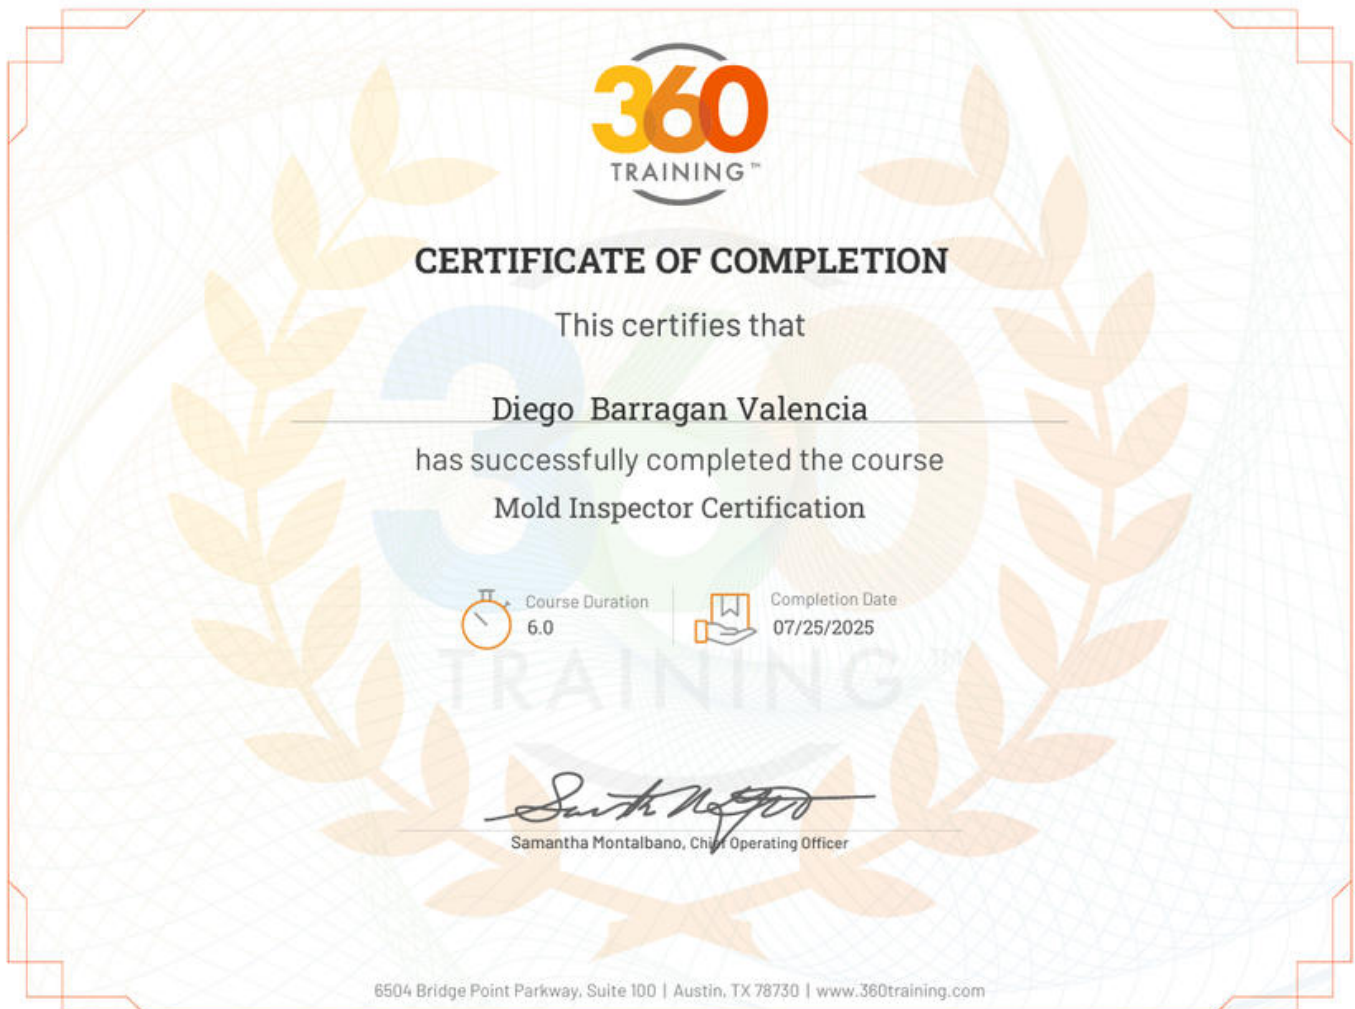 360
TRAINING™
CERTIFICATE OF COMPLETION
This certifies that
Diego Barragan Valencia
has successfully completed the course
Mold Inspector Certification
Course Duration
6.0
Completion Date
07/25/2025
360
TRAINING™
Samantha Montalbano, Chief Operating Officer
6504 Bridge Point Parkway, Suite 100 | Austin, TX 78730 | www.360training.com